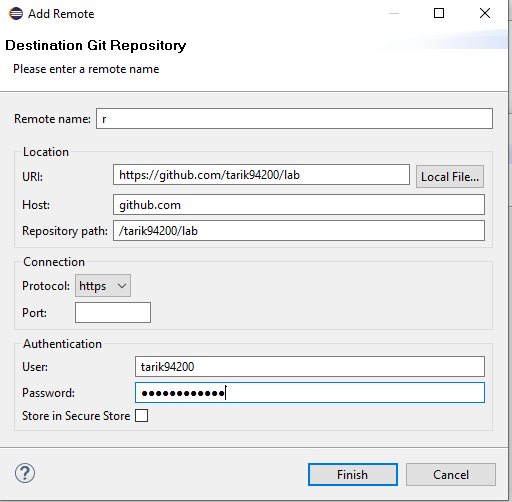 Add Remote
Destination Git Repository
Please enter a remote name
Remote name: r
Location
URI: https://github.com/tarik94200/lab Local File...
Host: github.com
Repository path: /tarik94200/lab
Connection
Protocol: https
Port:
Authentication
User: tarik94200
Password: ●●●●●●●●●●●●
Store in Secure Store
? Finish Cancel